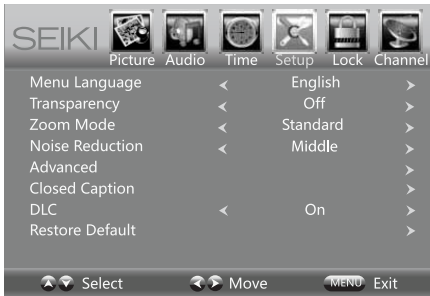 SEIKI
Picture Audio Time Setup Lock Channel
Menu Language English
Transparency Off
Zoom Mode Standard
Noise Reduction Middle
Advanced
Closed Caption
DLC On
Restore Default
Select Move MENU Exit